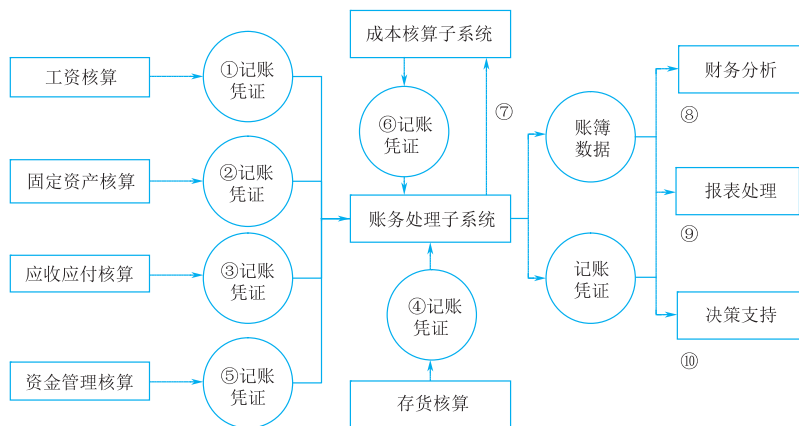 成本核算子系统
工资核算
①记账
凭证
财务分析
⑥记账
凭证
⑦
账簿
数据
⑧
固定资产核算
②记账
凭证
账务处理子系统
报表处理
⑨
应收应付核算
③记账
凭证
记账
凭证
④记账
凭证
决策支持
⑩
资金管理核算
⑤记账
凭证
存货核算